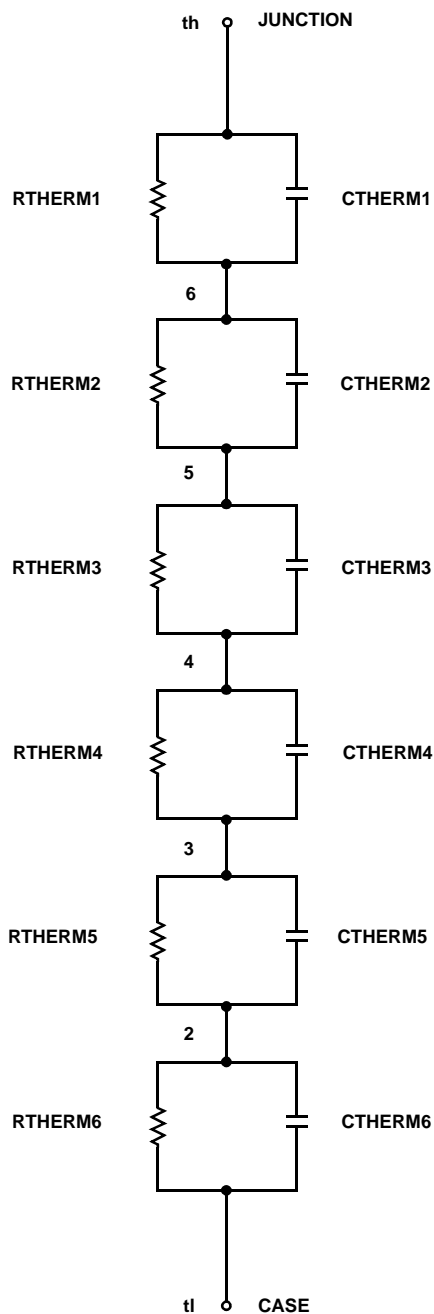 th JUNCTION
RTHERM1 CTHERM1
6
RTHERM2 CTHERM2
5
RTHERM3 CTHERM3
4
RTHERM4 CTHERM4
3
RTHERM5 CTHERM5
2
RTHERM6 CTHERM6
tl CASE